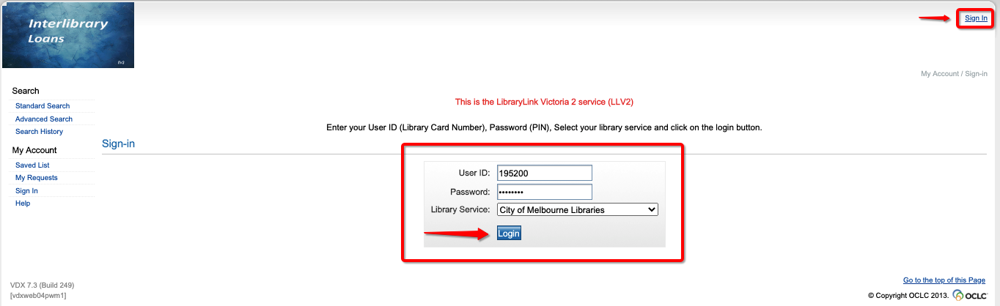 Interlibrary
Loans
llv2
Sign In
My Account / Sign-in
Search
Standard Search
Advanced Search
Search History
My Account
Saved List
My Requests
Sign In
Help
This is the LibraryLink Victoria 2 service (LLV2)
Enter your User ID (Library Card Number), Password (PIN), Select your library service and click on the login button.
Sign-in
User ID: 195200
Password: ••••••••
Library Service: City of Melbourne Libraries
Login
VDX 7.3 (Build 249)
[vdxweb04pwm1]
Go to the top of this Page
© Copyright OCLC 2013. OCLC